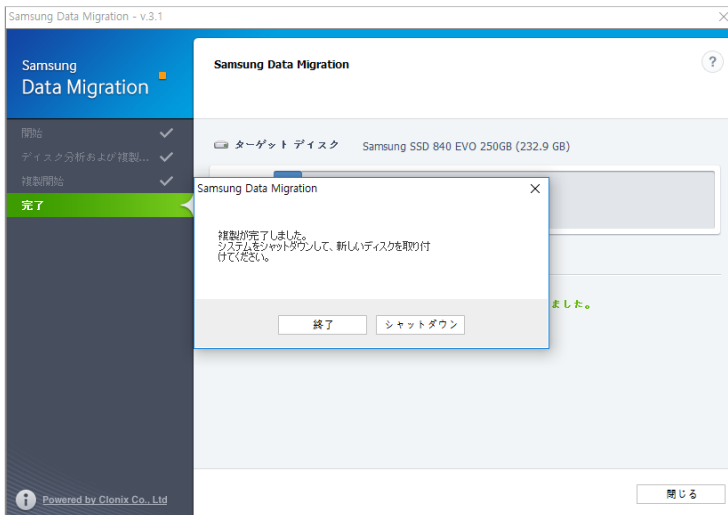 Samsung Data Migration - v.3.1
Samsung
Data Migration
Samsung Data Migration
?
開始
ディスク分析および複製...
複製開始
完了
ターゲット ディスク
Samsung SSD 840 EVO 250GB (232.9 GB)
Samsung Data Migration
複製が完了しました。
システムをシャットダウンして、新しいディスクを取り付
けてください。
終了
シャットダウン
ました。
Powered by Clonix Co., Ltd
閉じる